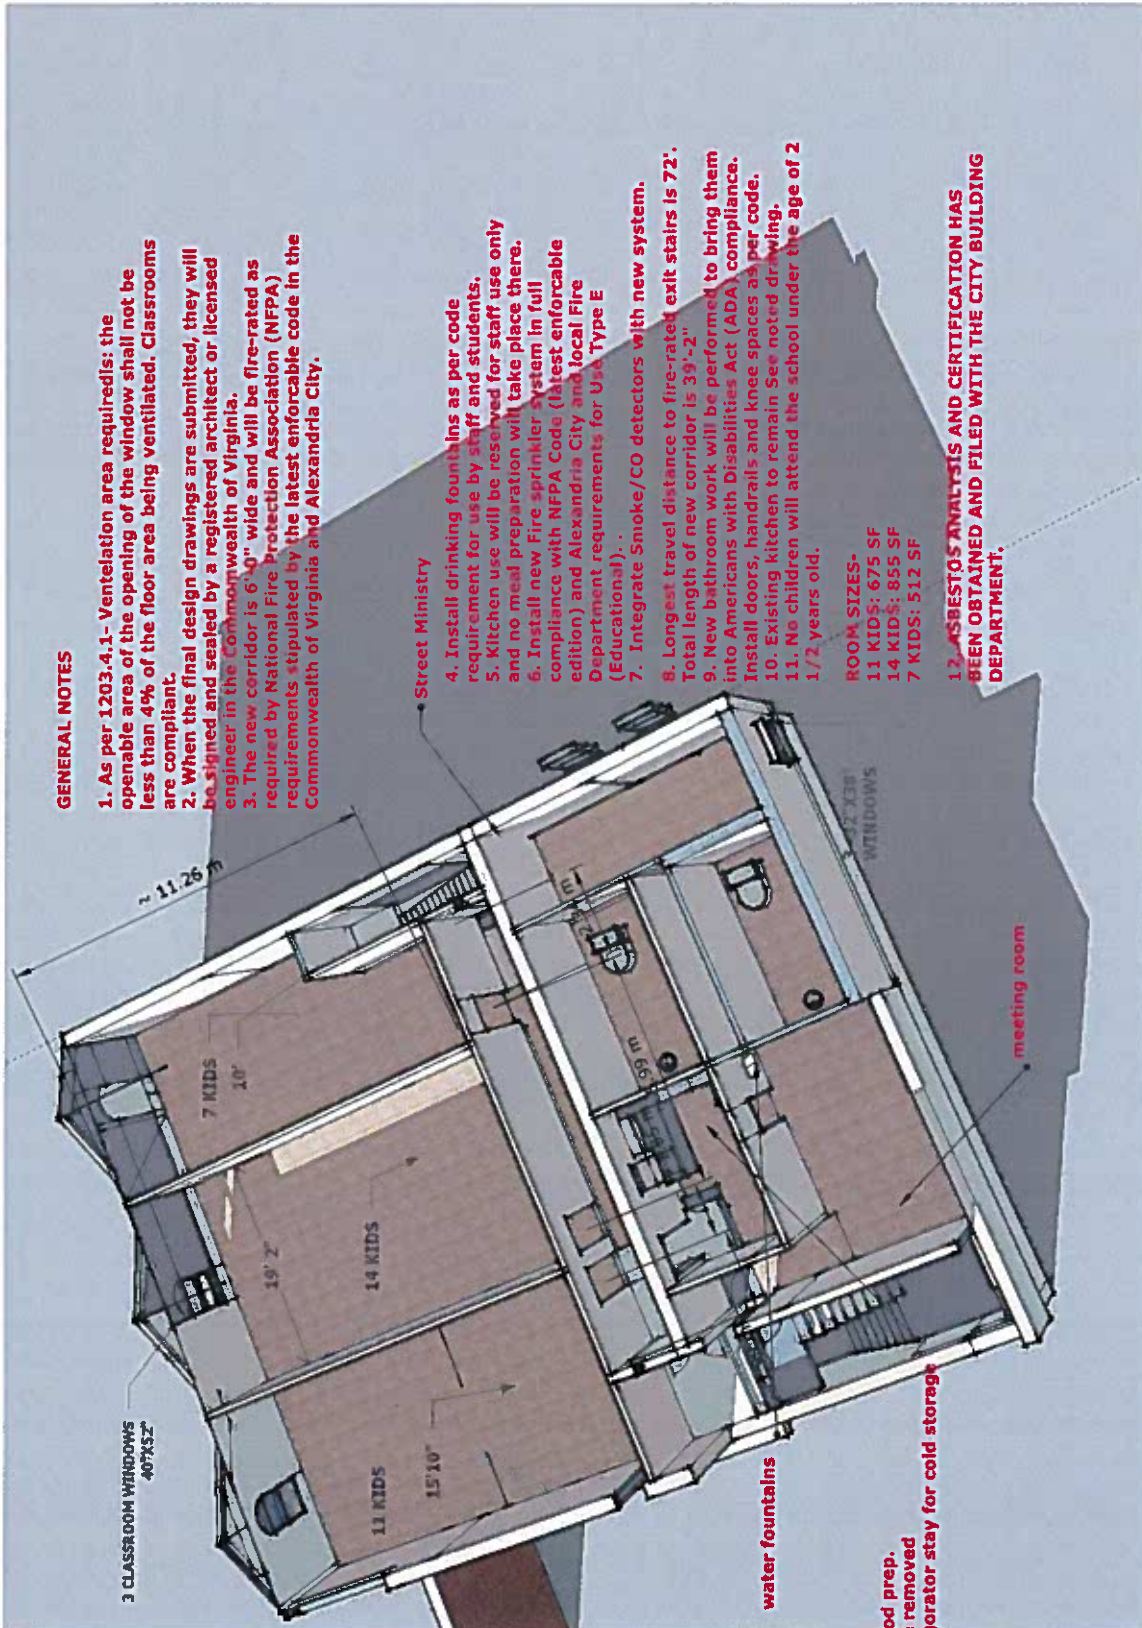 GENERAL NOTES
1. As per 1203.4.1- Ventelation area requiredis: the
openable area of the opening of the window shall not be
less than 4% of the floor area being ventilated. Classrooms
are compliant.
2. When the final design drawings are submitted, they will
be signed and sealed by a registered architect or licensed
engineer in the Commonwealth of Virginia.
3. The new corridor is 6'-0" wide and will be fire-rated as
required by National Fire Protection Association (NFPA)
requirements stupulated by the latest enforcable code in the
Commonwealth of Virginia and Alexandria City.
Street Ministry
4. Install drinking fountains as per code
requirement for use by staff and students.
5. Kitchen use will be reserved for staff use only
and no meal preparation will take place there.
6. Install new Fire sprinkler system in full
compliance with NFPA Code (latest enforcable
edition) and Alexandria City and local Fire
Department requirements for Use Type E
(Educational)..
7. Integrate Smoke/CO detectors with new system.
8. Longest travel distance to fire-rated exit stairs is 72'.
Total length of new corridor is 39'-2"
9. New bathroom work will be performed to bring them
into Americans with Disabilities Act (ADA) compliance.
Install doors, handrails and knee spaces as per code.
10. Existing kitchen to remain See noted drawing.
11. No children will attend the school under the age of 2
1/2 years old.
ROOM SIZES-
11 KIDS: 675 SF
14 KIDS: 855 SF
7 KIDS: 512 SF
12. ASBESTOS ANALYSIS AND CERTIFICATION HAS
BEEN OBTAINED AND FILED WITH THE CITY BUILDING
DEPARTMENT.
~ 11.26 m
7 KIDS
10'
19' 2"
14 KIDS
3 CLASSROOM WINDOWS
40"X52"
11 KIDS
15'10"
3-32"X38"
WINDOWS
meeting room
water fountains
od prep.
removed
gorator stay for cold storage